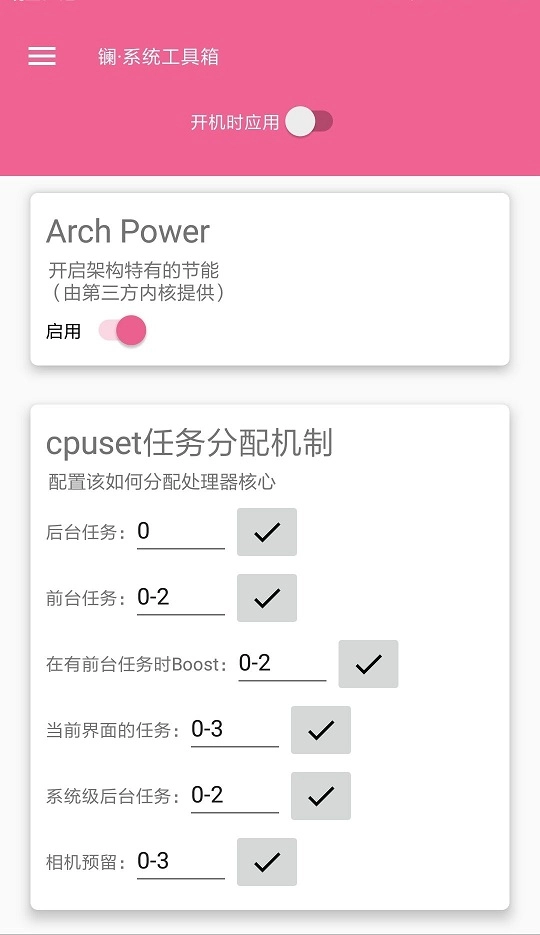 镧·系统工具箱
开机时应用
Arch Power
开启架构特有的节能
（由第三方内核提供）
启用
cpuset任务分配机制
配置该如何分配处理器核心
后台任务：0
前台任务：0-2
在有前台任务时Boost：0-2
当前界面的任务：0-3
系统级后台任务：0-2
相机预留：0-3